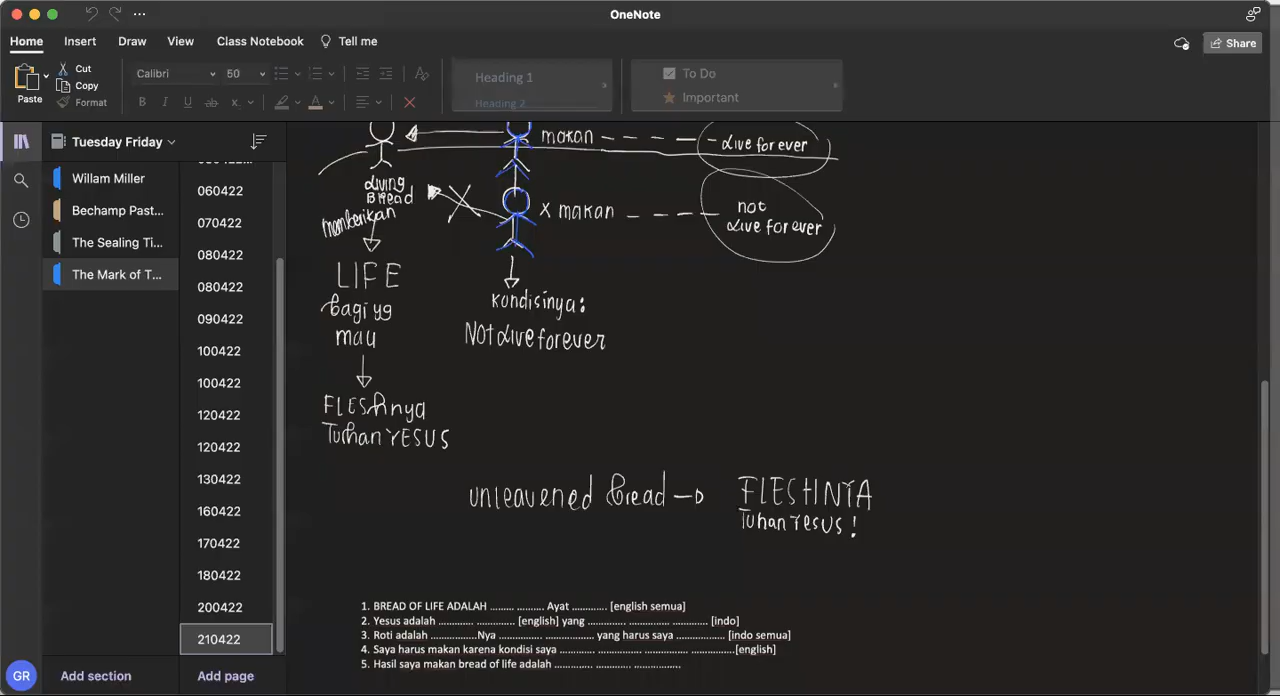 OneNote
Home Insert Draw View Class Notebook Tell me
Share
Paste
Cut
Copy
Format
Calibri 50
B I U ab x
A
Heading 1
Heading 2
To Do
Important
Tuesday Friday
Willam Miller
Bechamp Past...
The Sealing Ti...
The Mark of T...
060422
070422
080422
080422
090422
100422
100422
120422
120422
130422
160422
170422
180422
200422
210422
GR
Add section
Add page
makan
Live forever
Living
Bread
memberikan
x makan
not
Live forever
LIFE
bagi yg
mau
Kondisinya:
NOT Live forever
FLESHnya
Tuhan YESUS
unleavened Bread
FLESHNYA
Tuhan Yesus!
1. BREAD OF LIFE ADALAH ......... .......... Ayat ............. [english semua]
2. Yesus adalah ............. .............. [english] yang ............. .............. .............. ............. [indo]
3. Roti adalah .................Nya ................ ................ yang harus saya ................. [indo semua]
4. Saya harus makan karena kondisi saya ............... ................ ................ ................[english]
5. Hasil saya makan bread of life adalah .............. ............. .................